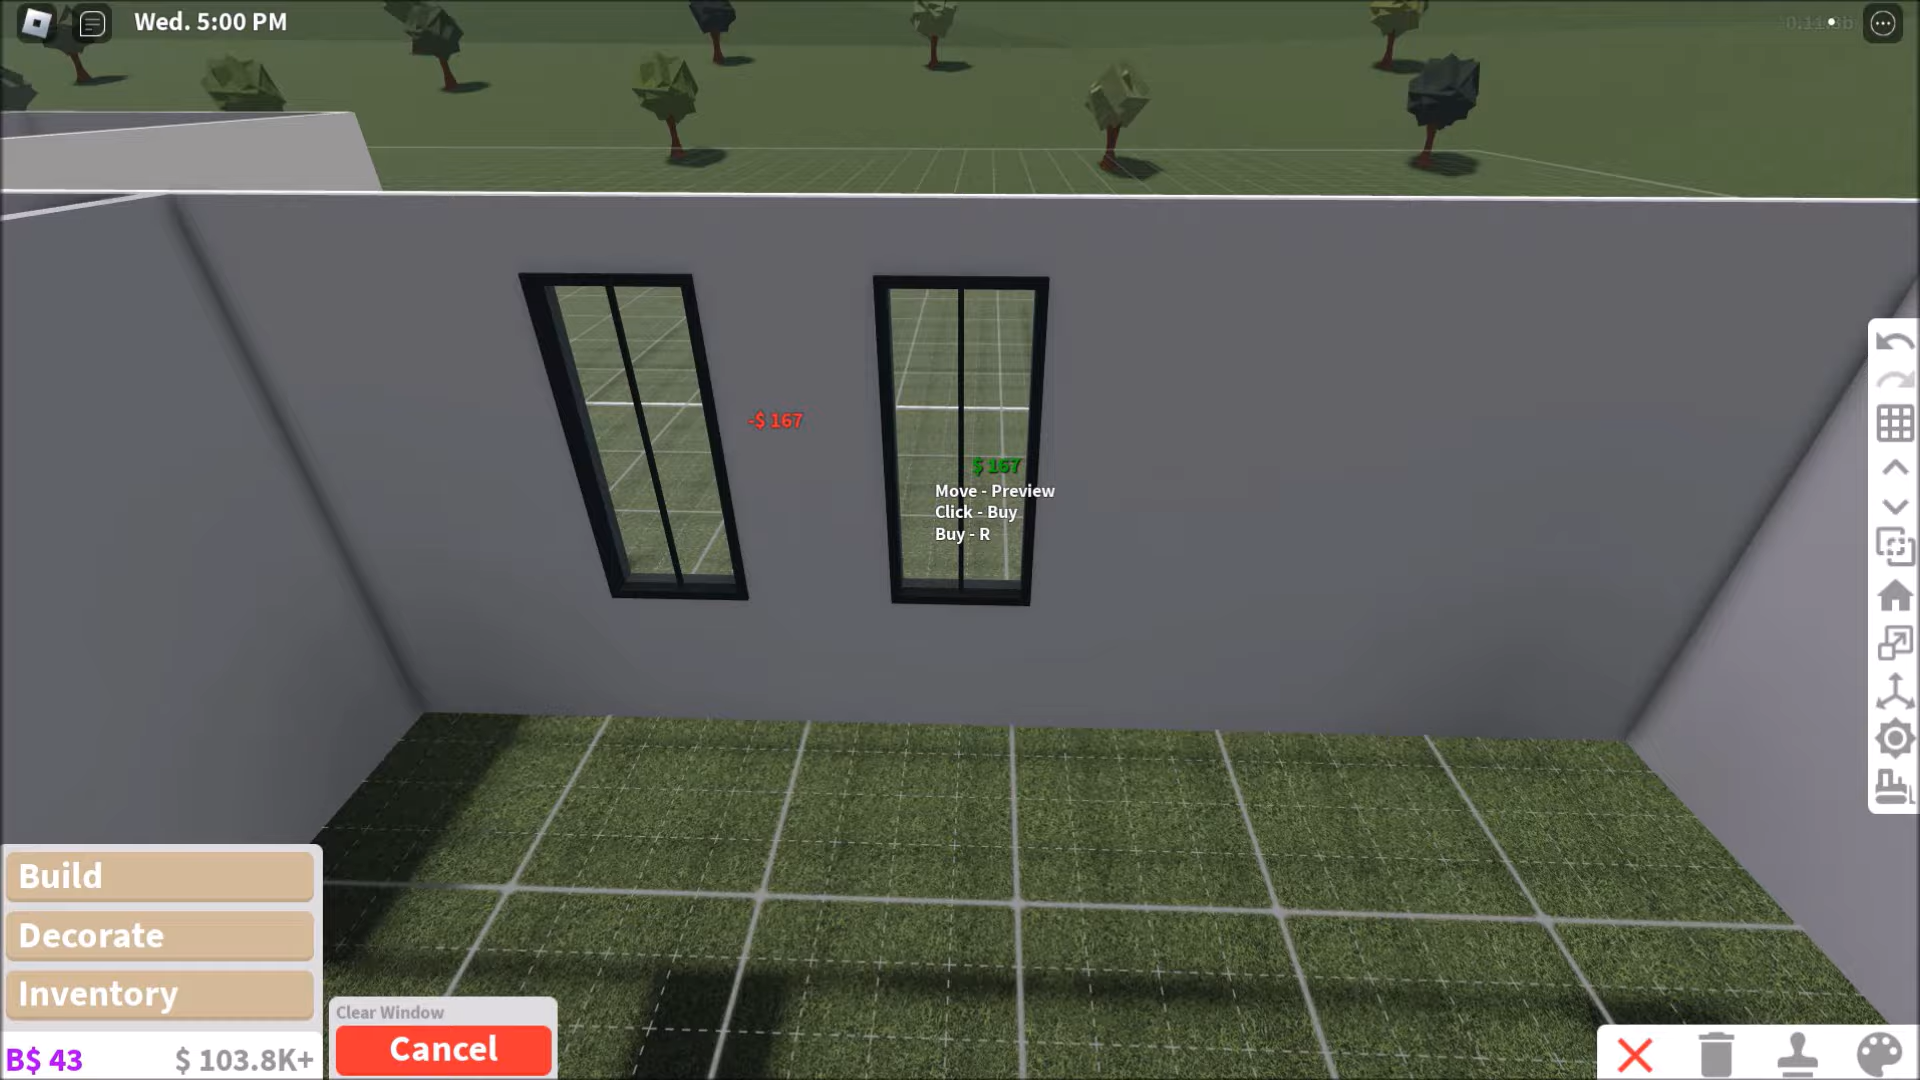 Wed. 5:00 PM
-$ 167
$ 167
Move - Preview
Click - Buy
Buy - R
Build
Decorate
Inventory
B$ 43
$ 103.8K+
Clear Window
Cancel